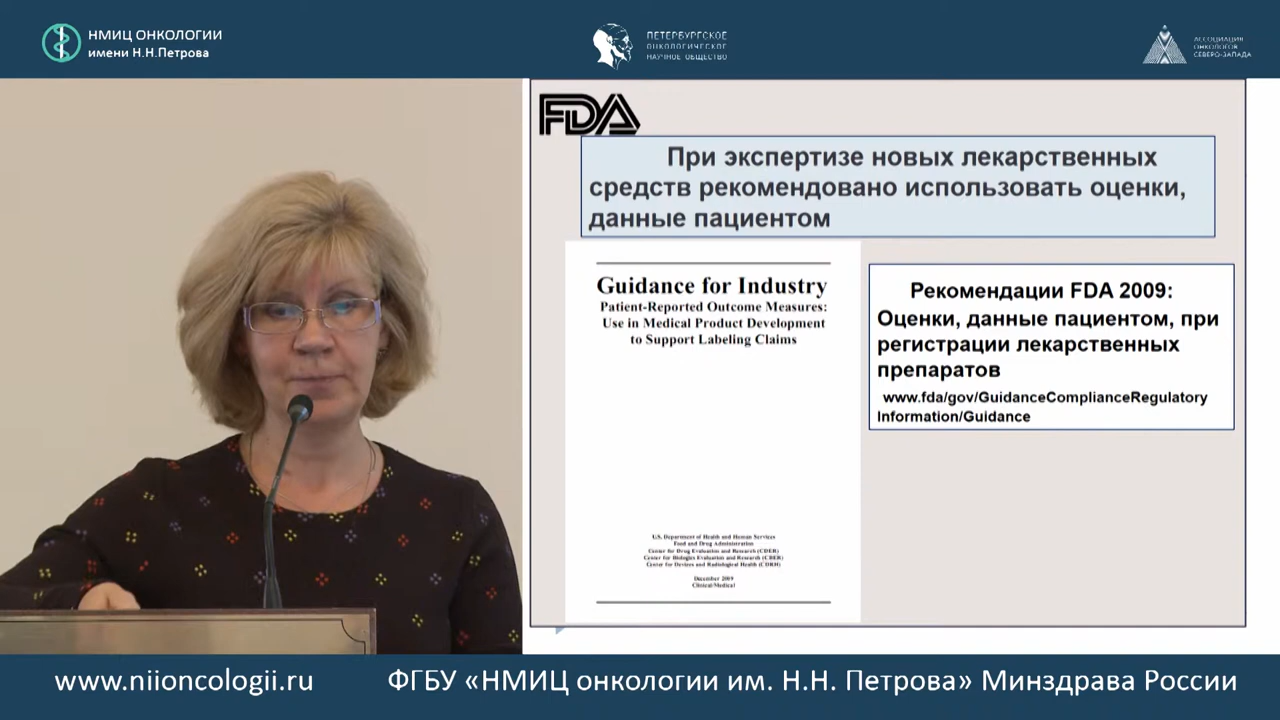 НМИЦ ОНКОЛОГИИ
имени Н.Н.Петрова
ПЕТЕРБУРГСКОЕ
ОНКОЛОГИЧЕСКОЕ
НАУЧНОЕ ОБЩЕСТВО
АССОЦИАЦИЯ
ОНКОЛОГОВ
СЕВЕРО-ЗАПАДА
FDA
При экспертизе новых лекарственных
средств рекомендовано использовать оценки,
данные пациентом
Guidance for Industry
Patient-Reported Outcome Measures:
Use in Medical Product Development
to Support Labeling Claims
U.S. Department of Health and Human Services
Food and Drug Administration
Center for Drug Evaluation and Research (CDER)
Center for Biologics Evaluation and Research (CBER)
Center for Devices and Radiological Health (CDRH)
December 2009
Clinical/Medical
Рекомендации FDA 2009:
Оценки, данные пациентом, при
регистрации лекарственных
препаратов
www.fda/gov/GuidanceComplianceRegulatory
Information/Guidance
www.niioncologii.ru
ФГБУ «НМИЦ онкологии им. Н.Н. Петрова» Минздрава России